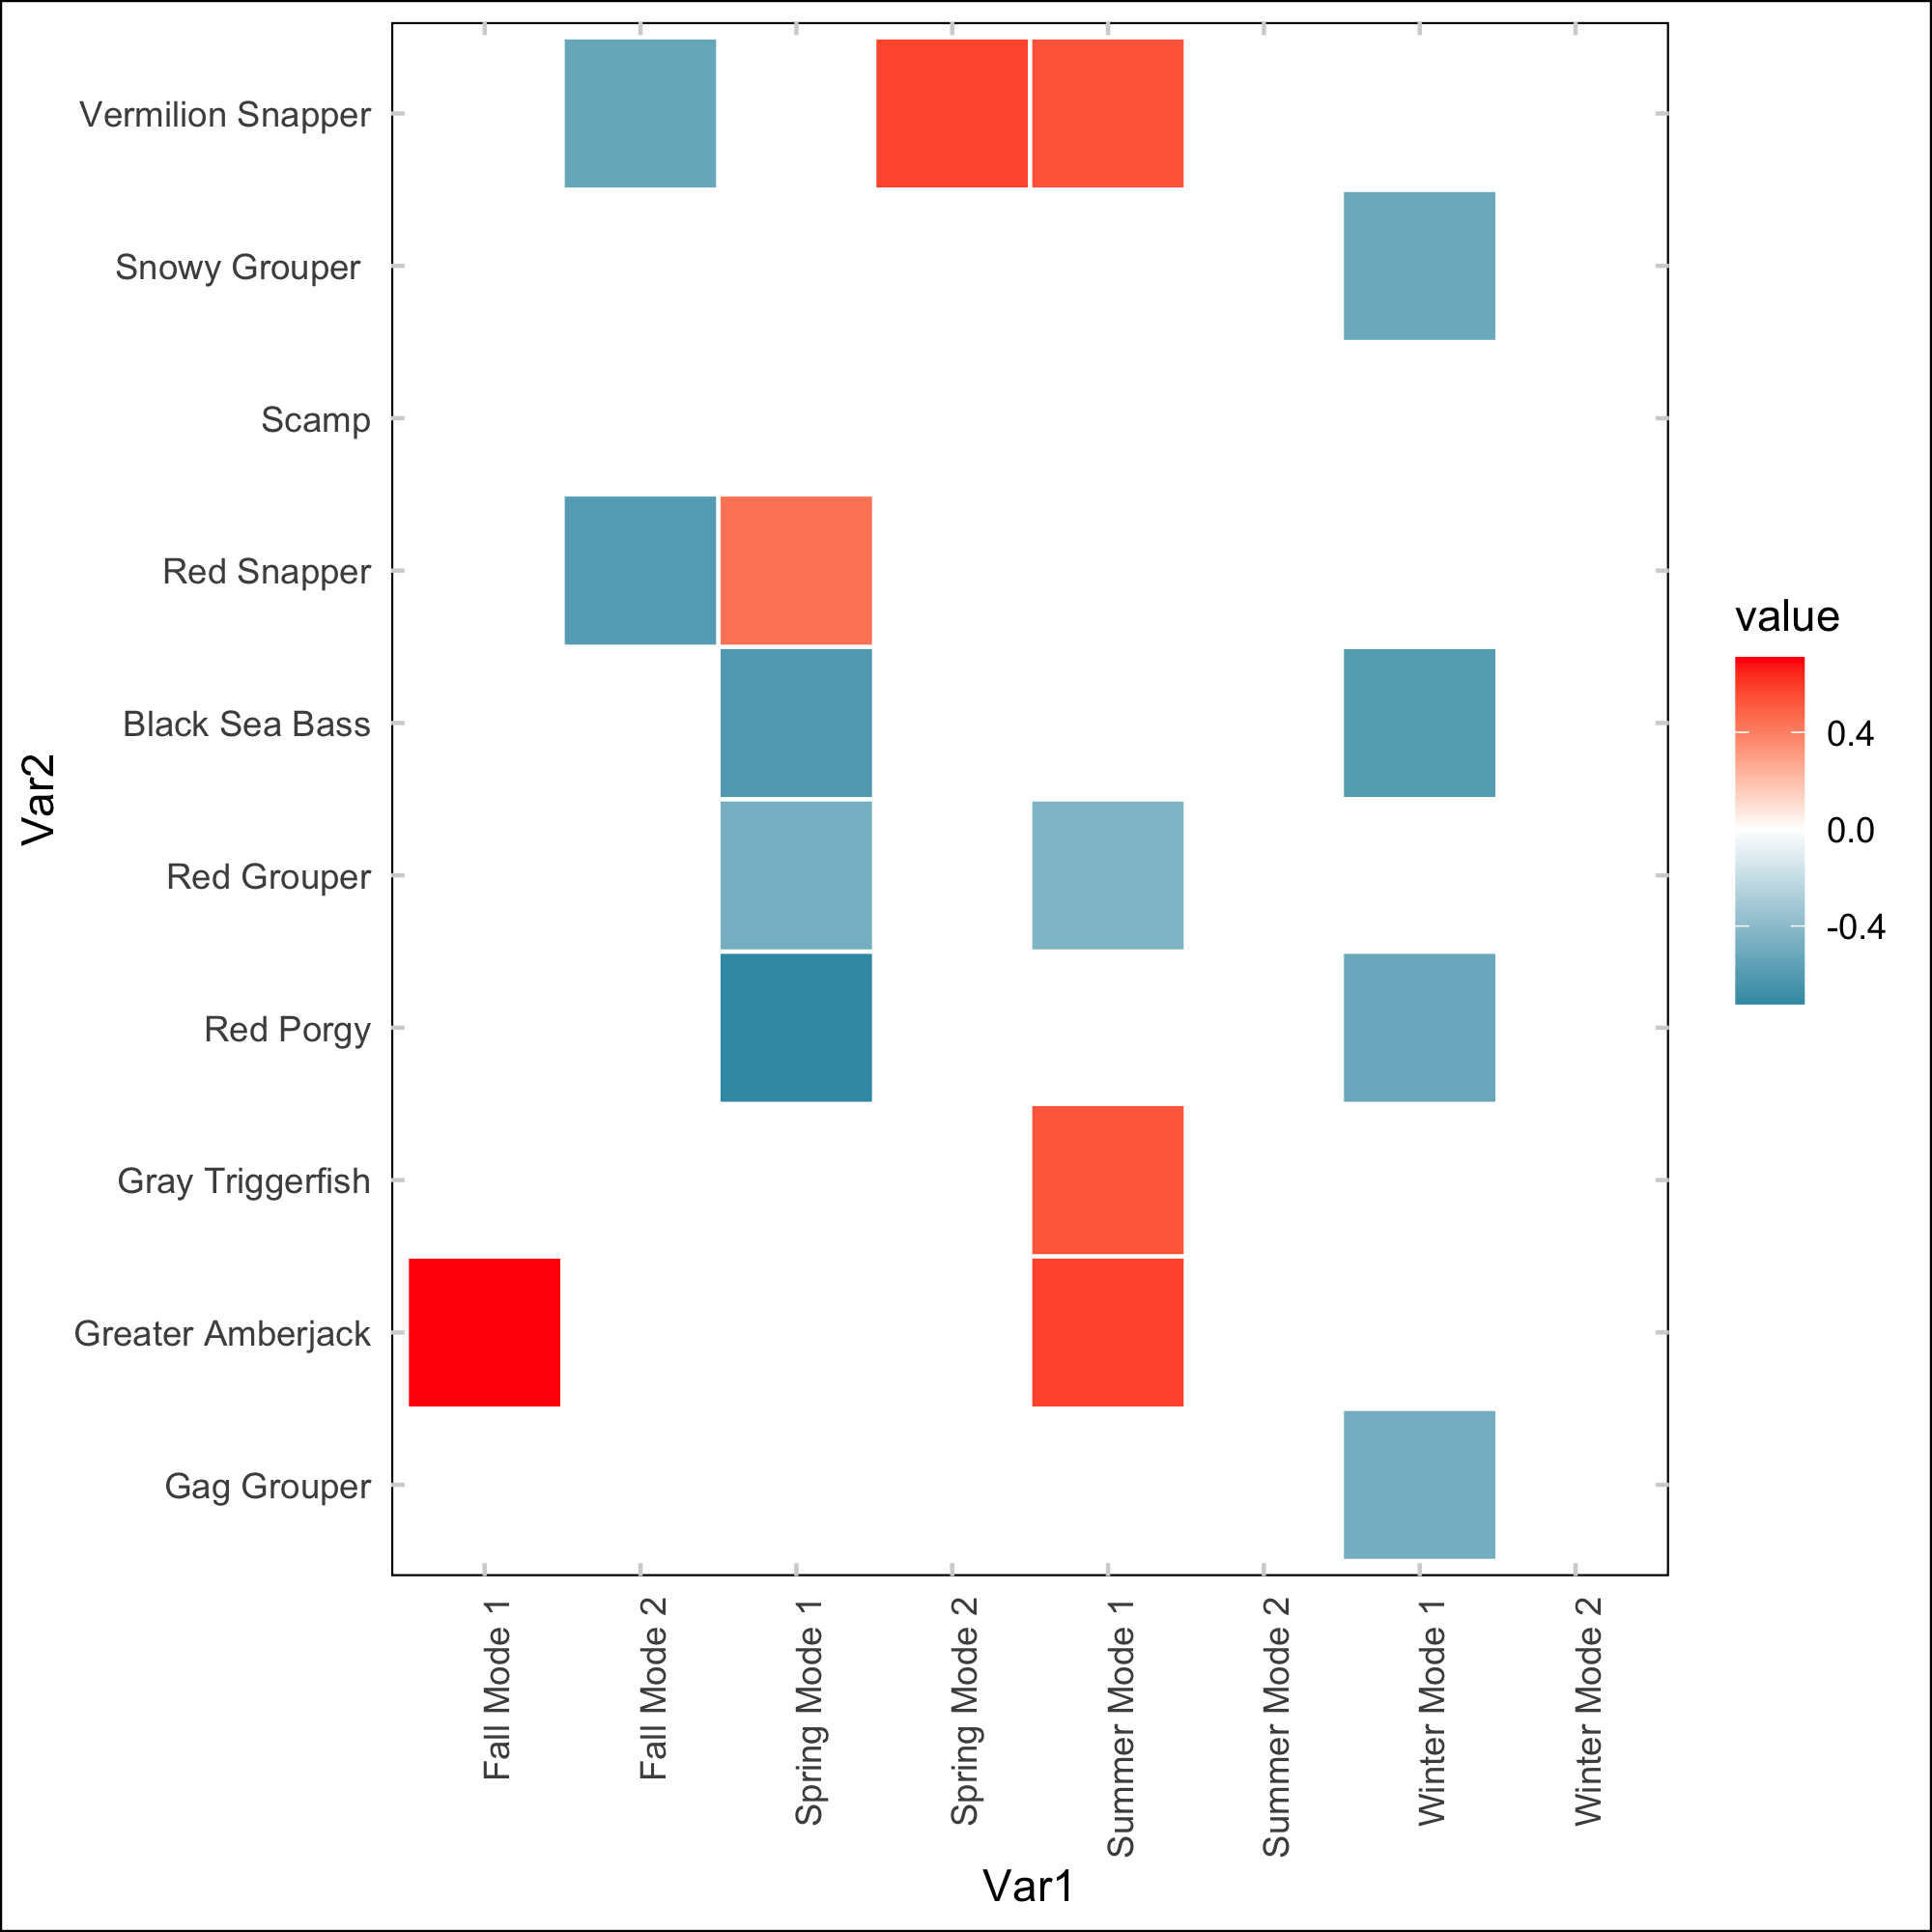 Vermilion Snapper
Snowy Grouper
Scamp
Red Snapper
Black Sea Bass
Red Grouper
Red Porgy
Gray Triggerfish
Greater Amberjack
Gag Grouper
Var2
Fall Mode 1
Fall Mode 2
Spring Mode 1
Spring Mode 2
Summer Mode 1
Summer Mode 2
Winter Mode 1
Winter Mode 2
Var1
value
0.4
0.0
-0.4